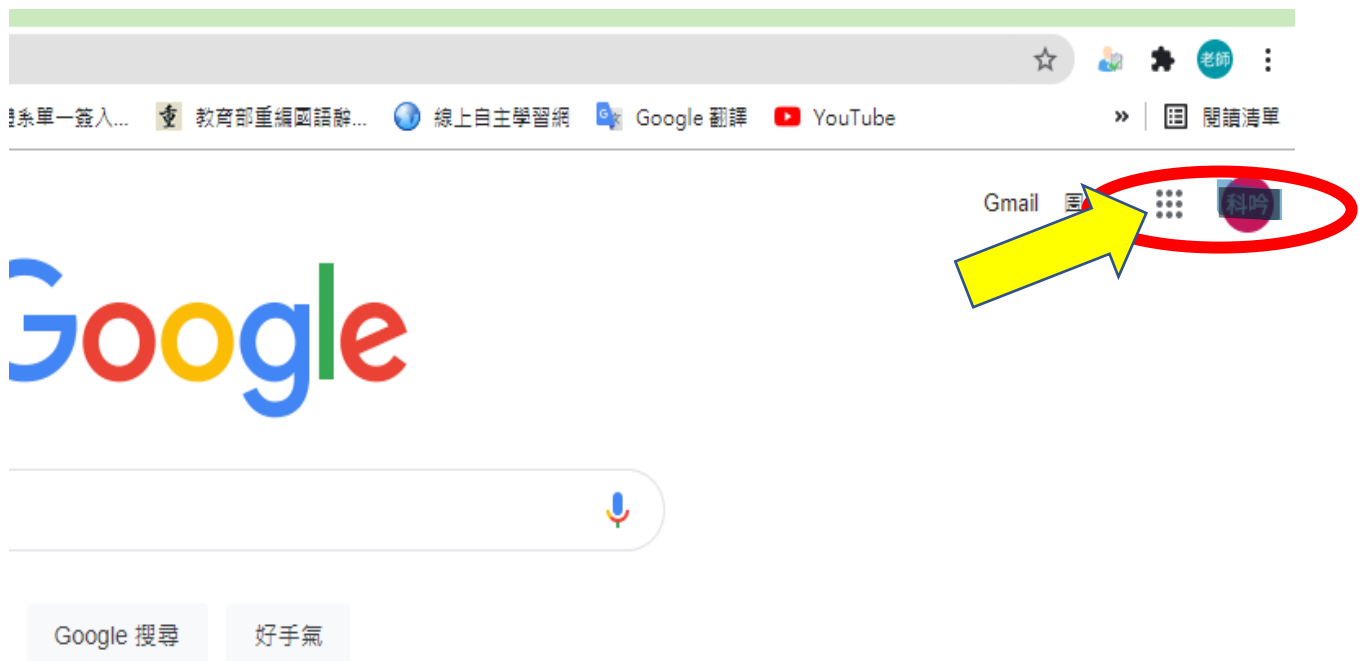 老師
系單一簽入... 重 教育部重編國語辭... 線上自主學習網 Google 翻譯 YouTube » 閱讀清單
Gmail 科吟
Google
Google 搜尋 好手氣